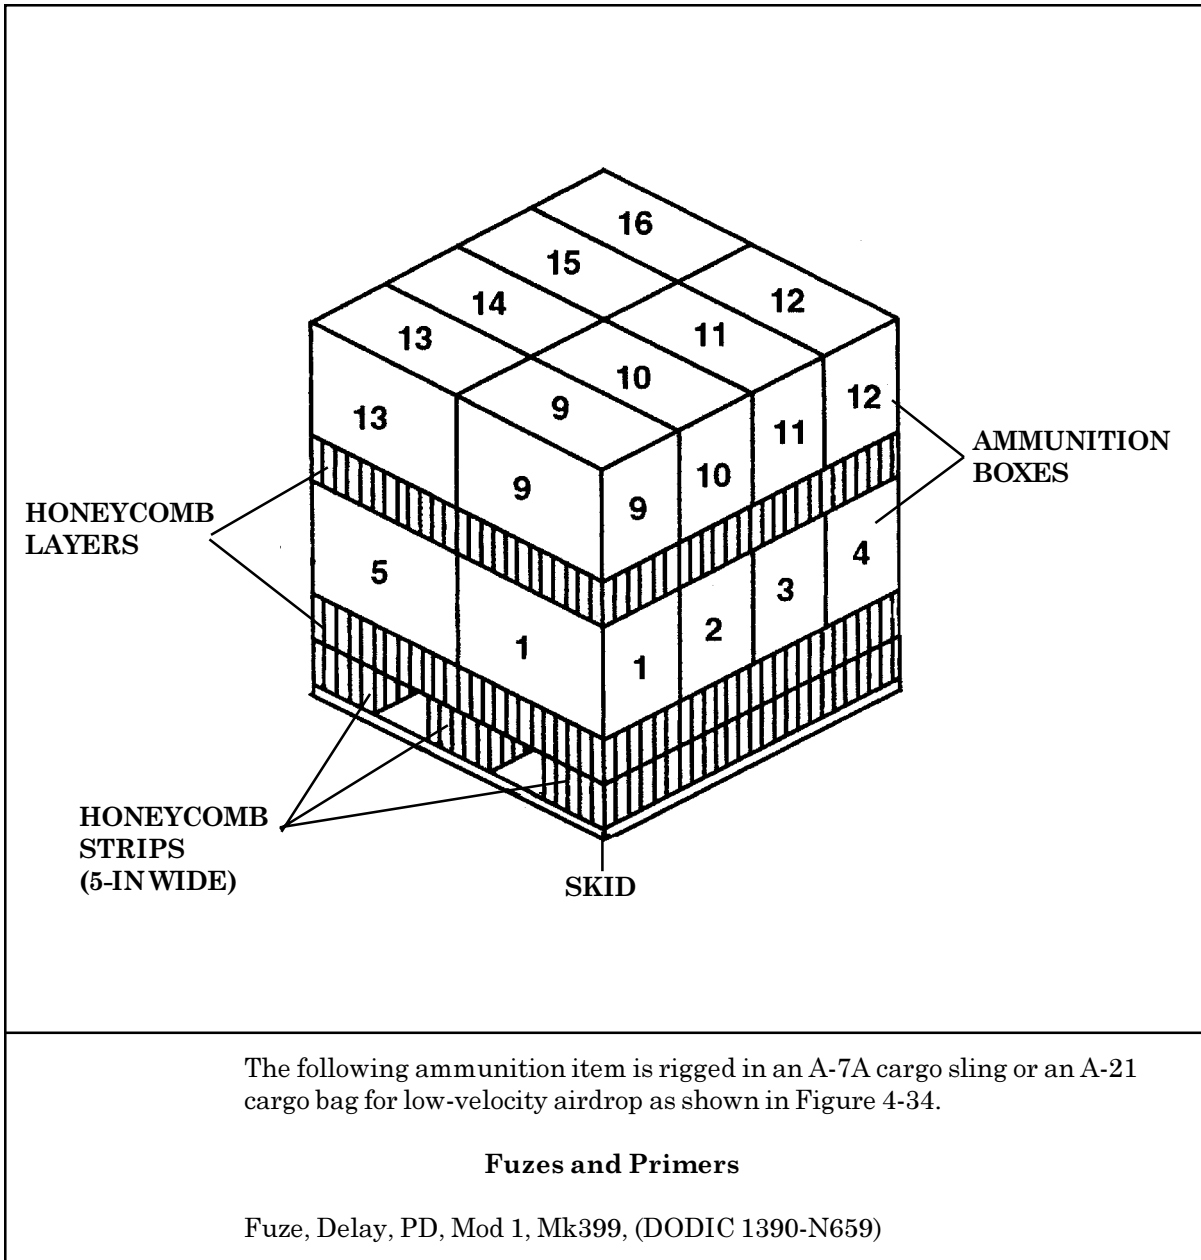 16
15
12
14
11
13
10
9
12
13
11
10
9
9
AMMUNITION
BOXES
HONEYCOMB
LAYERS
5
4
3
2
1
1
HONEYCOMB
STRIPS
(5-IN WIDE)
SKID
The following ammunition item is rigged in an A-7A cargo sling or an A-21
cargo bag for low-velocity airdrop as shown in Figure 4-34.
Fuzes and Primers
Fuze, Delay, PD, Mod 1, Mk399, (DODIC 1390-N659)